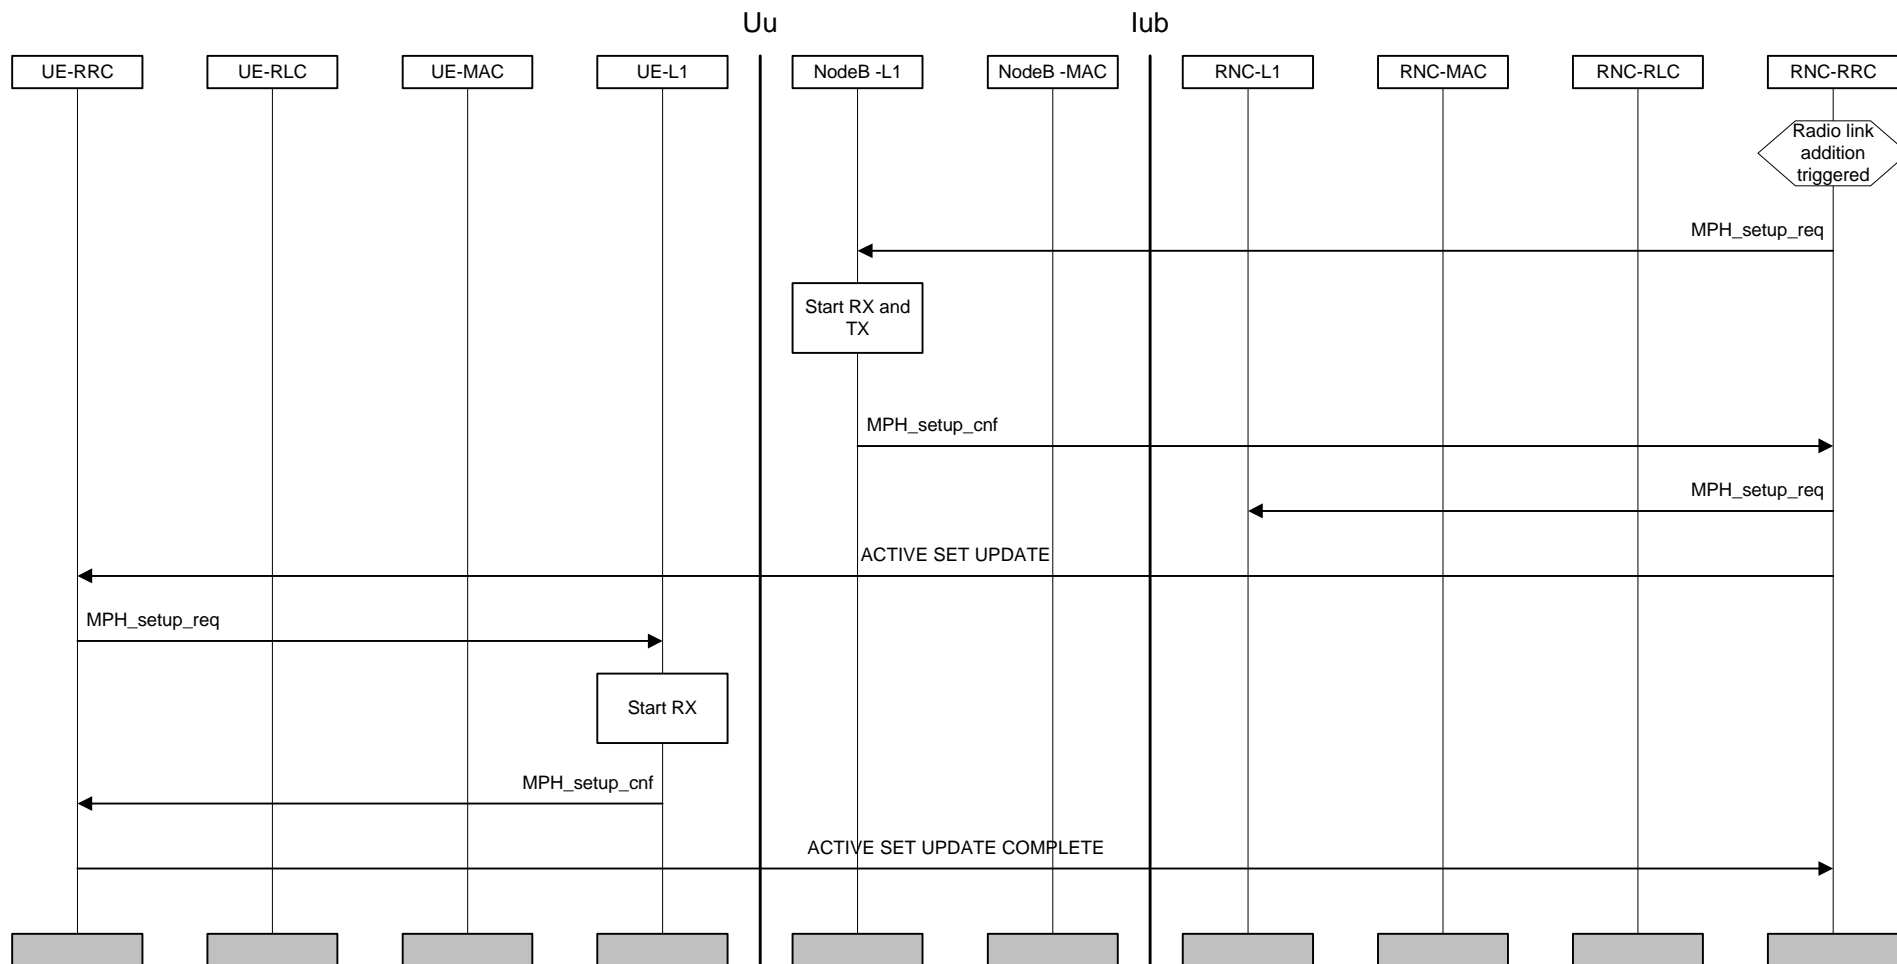 Uu
Iub
UE-RRC
UE-RLC
UE-MAC
UE-L1
NodeB -L1
NodeB -MAC
RNC-L1
RNC-MAC
RNC-RLC
RNC-RRC
Radio link
addition
triggered
MPH_setup_req
Start RX and
TX
MPH_setup_cnf
MPH_setup_req
ACTIVE SET UPDATE
MPH_setup_req
Start RX
MPH_setup_cnf
ACTIVE SET UPDATE COMPLETE